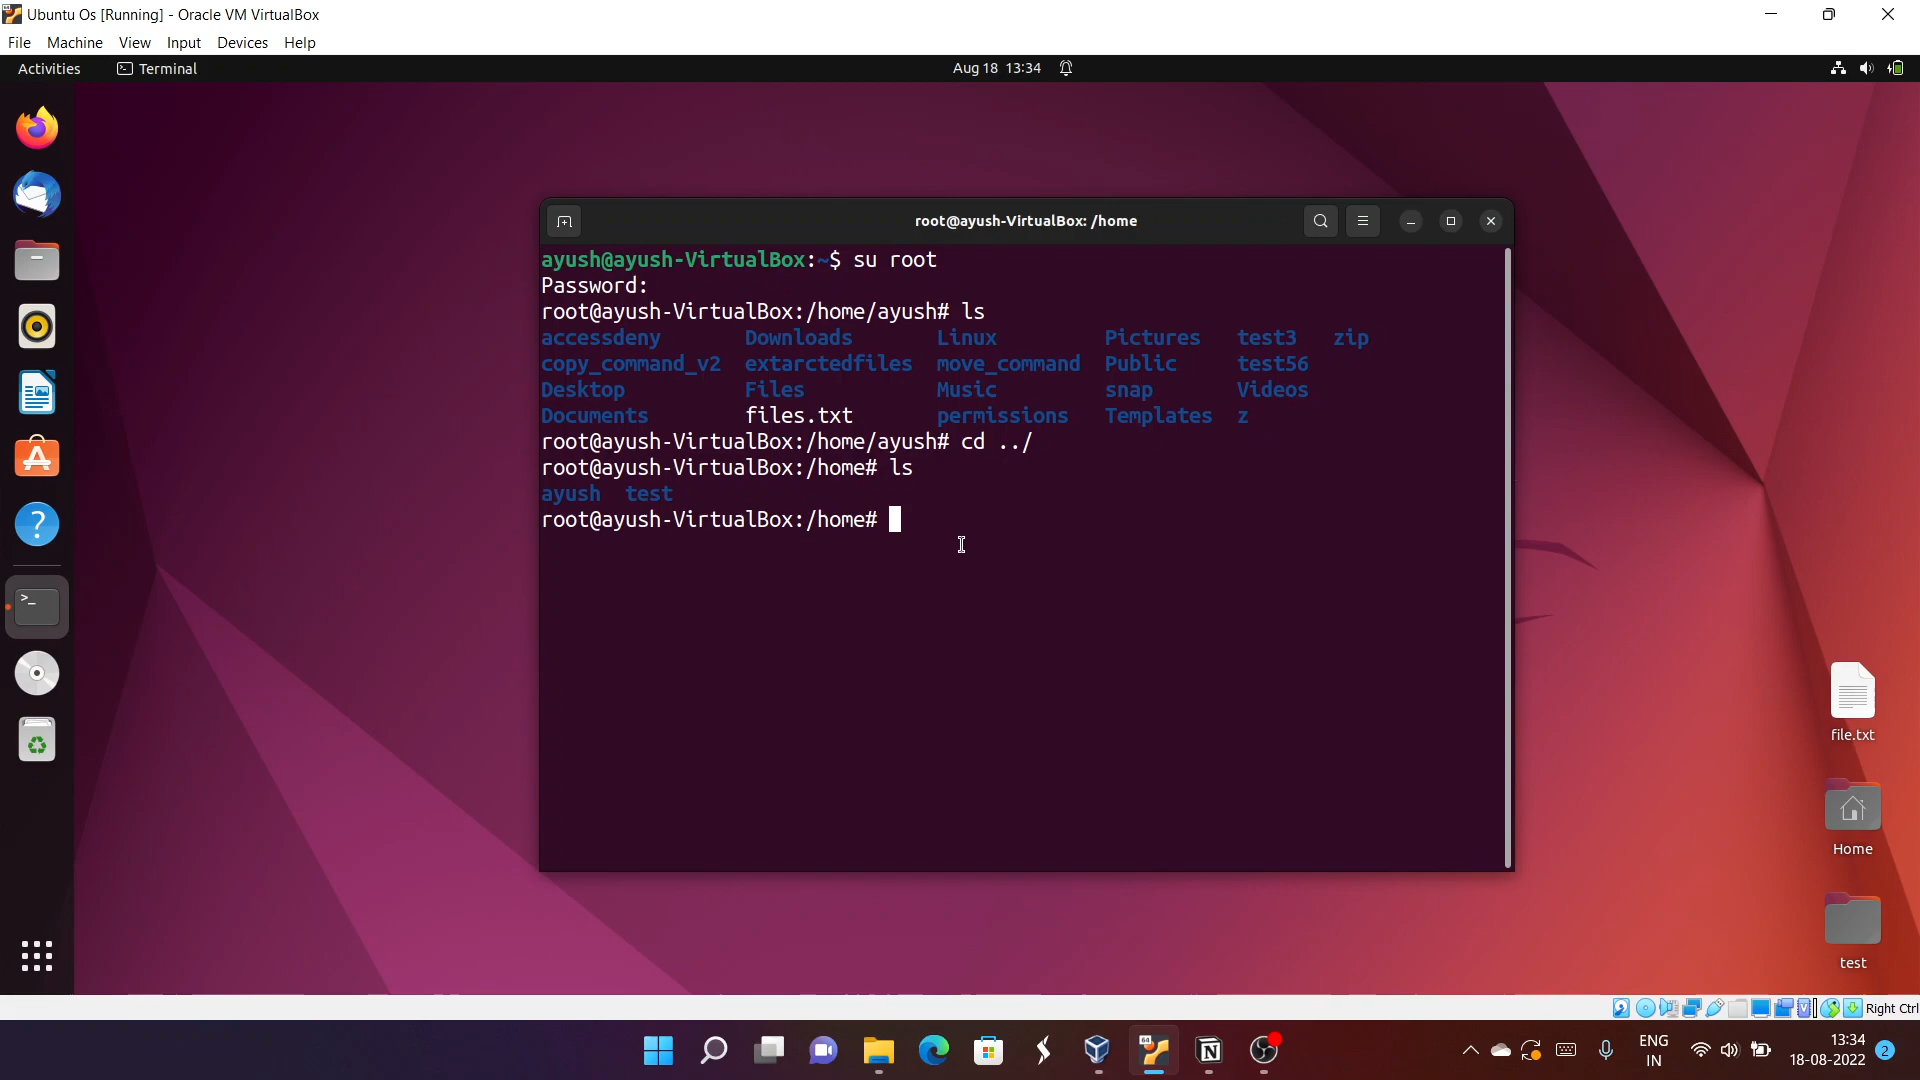 Ubuntu Os [Running] - Oracle VM VirtualBox
File Machine View Input Devices Help
Activities Terminal Aug 18 13:34
root@ayush-VirtualBox: /home
ayush@ayush-VirtualBox:~$ su root
Password:
root@ayush-VirtualBox:/home/ayush# ls
accessdeny Downloads Linux Pictures test3 zip
copy_command_v2 extarctedfiles move_command Public test56
Desktop Files Music snap Videos
Documents files.txt permissions Templates z
root@ayush-VirtualBox:/home/ayush# cd ../
root@ayush-VirtualBox:/home# ls
ayush test
root@ayush-VirtualBox:/home#
file.txt
Home
test
Right Ctrl
ENG
IN
13:34
18-08-2022
2